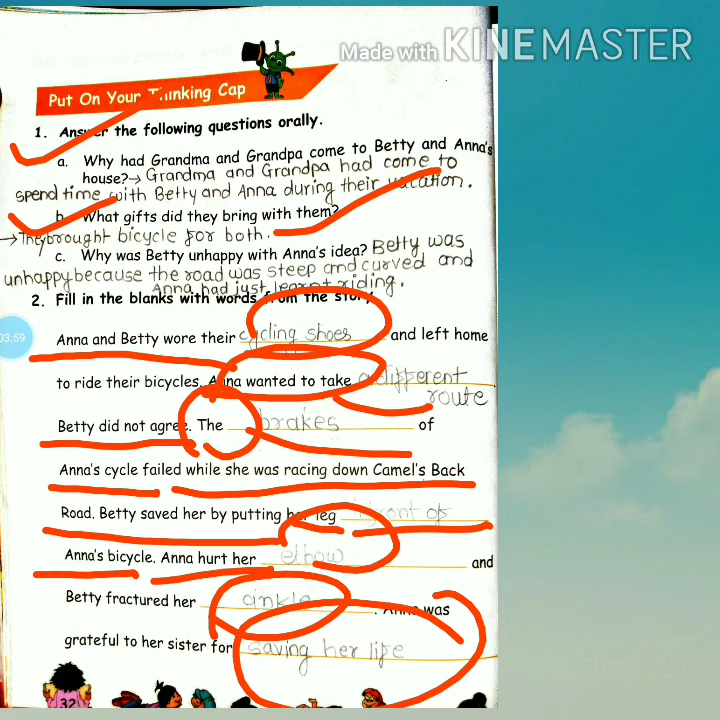 Made with KINEMASTER
Put On Your Thinking Cap
1. Answer the following questions orally.
a. Why had Grandma and Grandpa come to Betty and Anna's
house?→ Grandma and Grandpa had come to
spend time with Betty and Anna during their vacation.
b. What gifts did they bring with them?
→ They brought bicycle for both.
c. Why was Betty unhappy with Anna's idea? Betty was
unhappy because the road was steep and curved and
Anna had just learnt riding.
2. Fill in the blanks with words from the story.
03:59
Anna and Betty wore their cycling shoes and left home
to ride their bicycles. Anna wanted to take a different
route
Betty did not agree. The brakes of
Anna's cycle failed while she was racing down Camel's Back
Road. Betty saved her by putting her leg infront of
Anna's bicycle. Anna hurt her elbow and
Betty fractured her ankle. Anna was
grateful to her sister for saving her life
32